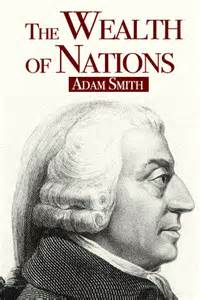 The Wealth
of Nations
Adam Smith